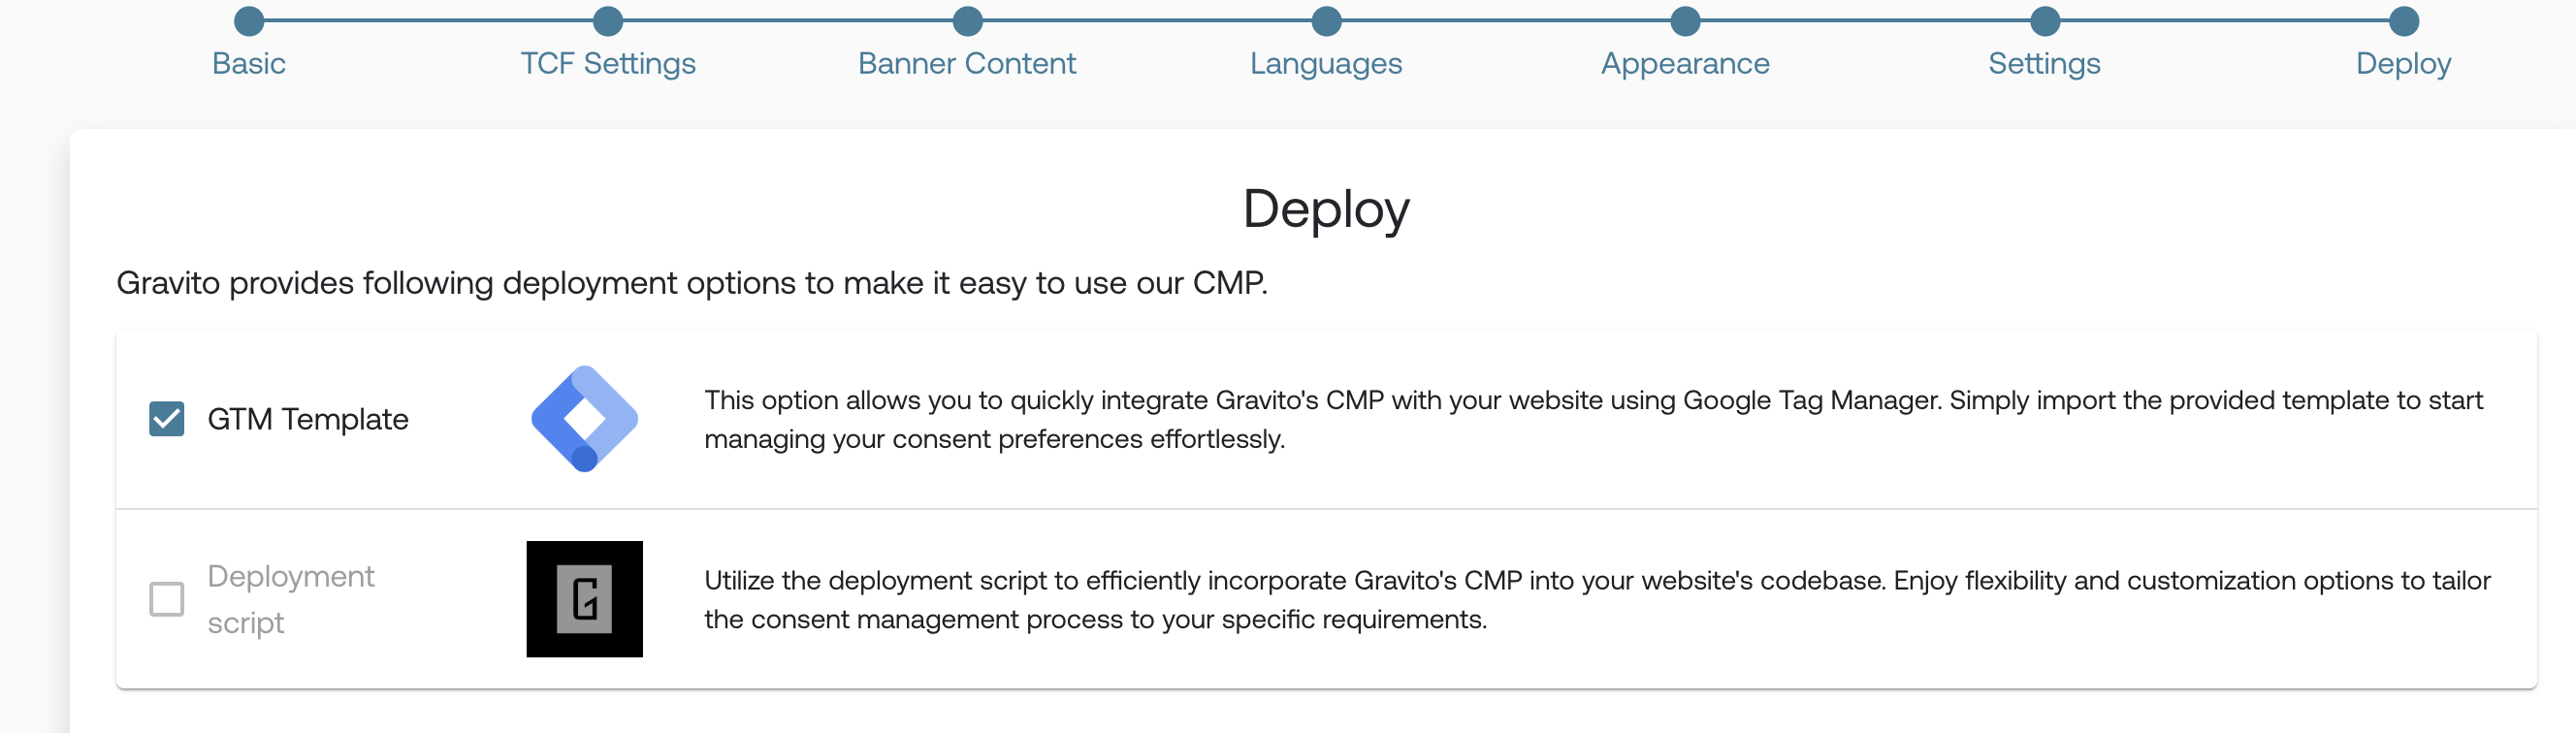 Basic
TCF Settings
Banner Content
Languages
Appearance
Settings
Deploy
Deploy
Gravito provides following deployment options to make it easy to use our CMP.
GTM Template
This option allows you to quickly integrate Gravito's CMP with your website using Google Tag Manager. Simply import the provided template to start
managing your consent preferences effortlessly.
Deployment
script
G
Utilize the deployment script to efficiently incorporate Gravito's CMP into your website's codebase. Enjoy flexibility and customization options to tailor
the consent management process to your specific requirements.